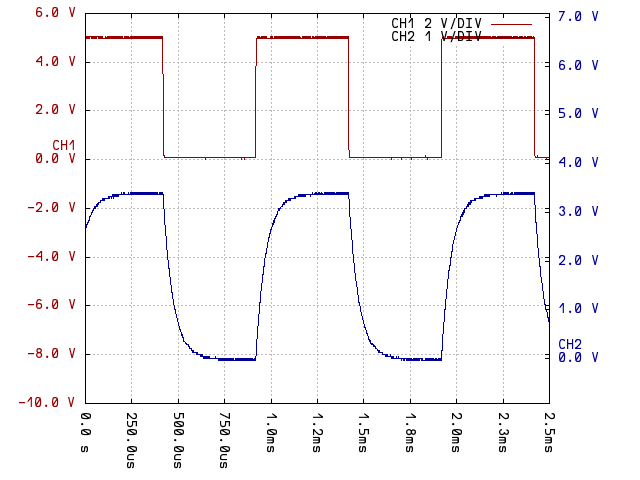 6.0 V
4.0 V
2.0 V
CH1
0.0 V
-2.0 V
-4.0 V
-6.0 V
-8.0 V
-10.0 V
CH1 2 V/DIV
CH2 1 V/DIV
7.0 V
6.0 V
5.0 V
4.0 V
3.0 V
2.0 V
1.0 V
CH2
0.0 V
0.0 s
250.0us
500.0us
750.0us
1.0ms
1.2ms
1.5ms
1.8ms
2.0ms
2.3ms
2.5ms